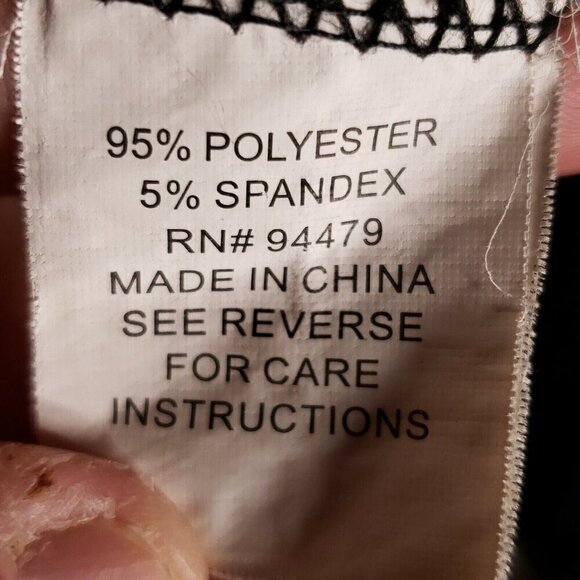 95% POLYESTER
5% SPANDEX
RN# 94479
MADE IN CHINA
SEE REVERSE
FOR CARE
INSTRUCTIONS